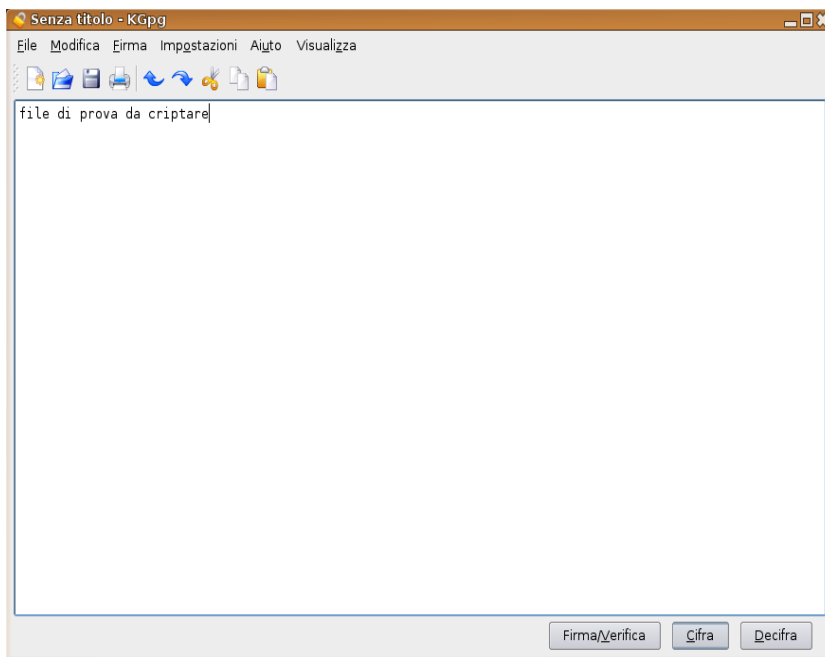 Senza titolo - KGpg
File Modifica Firma Impostazioni Aiuto Visualizza
file di prova da criptare
Firma/Verifica Cifra Decifra